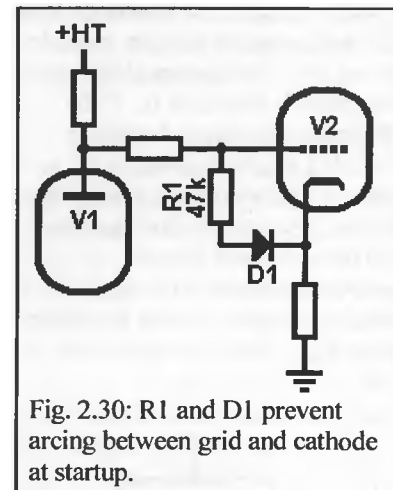 +HT
V2
V1
R1
47k
D1
Fig. 2.30: R1 and D1 prevent
arcing between grid and cathode
at startup.